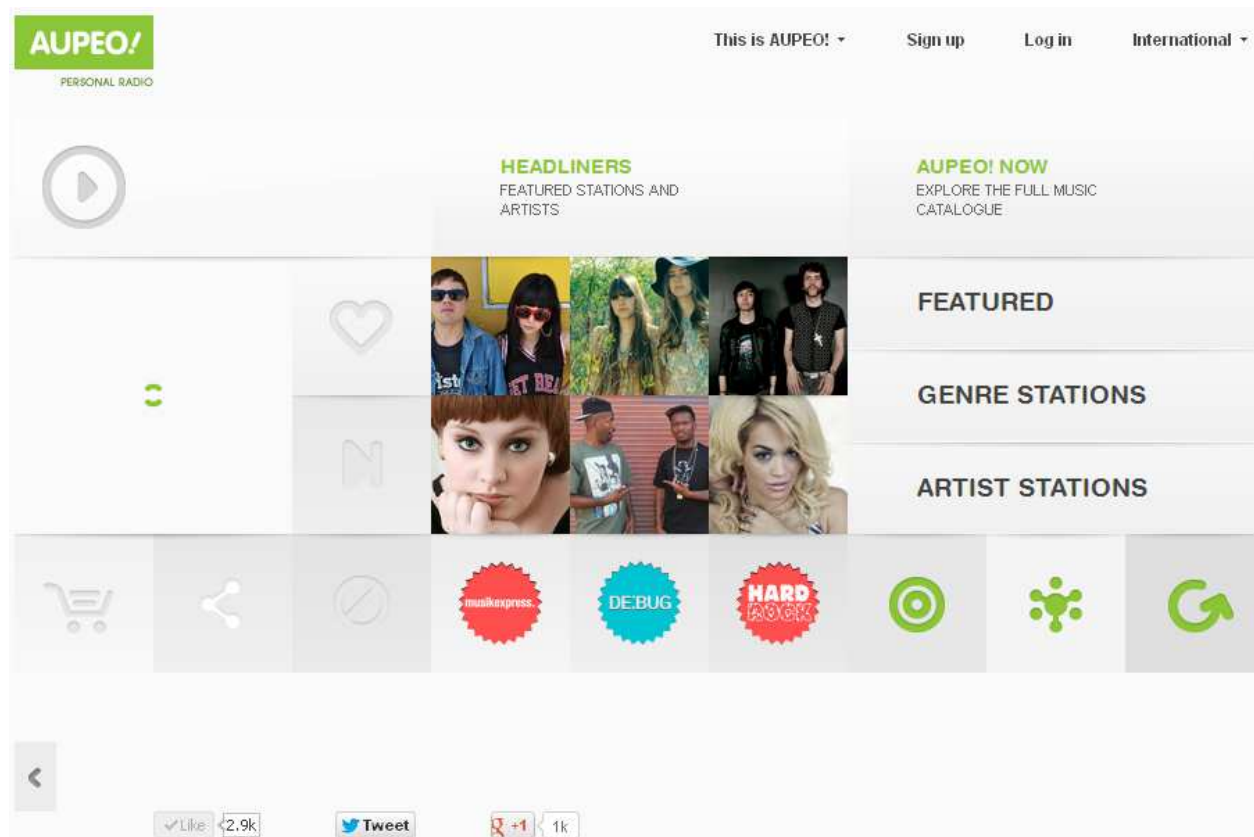 AUPEO!
PERSONAL RADIO
This is AUPEO!
Sign up
Log in
International
HEADLINERS
FEATURED STATIONS AND
ARTISTS
AUPEO! NOW
EXPLORE THE FULL MUSIC
CATALOGUE
FEATURED
GENRE STATIONS
ARTIST STATIONS
musikexpress.
DE:BUG
HARD
ROCK
Like
2.9k
Tweet
g +1
1k